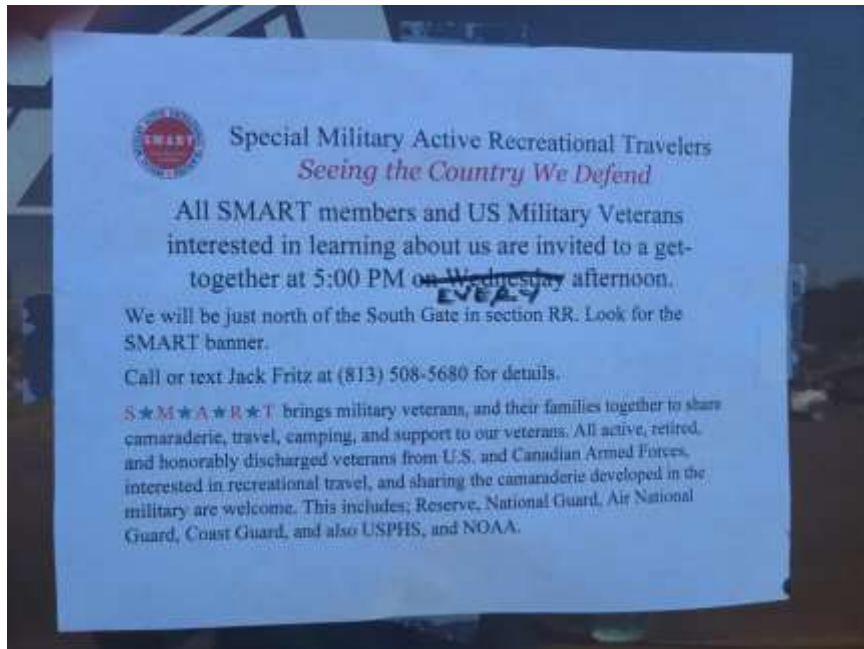 SMART
Special Military Active Recreational Travelers
Seeing the Country We Defend
All SMART members and US Military Veterans
interested in learning about us are invited to a get-
together at 5:00 PM on Wednesday afternoon.
EVERY
We will be just north of the South Gate in section RR. Look for the
SMART banner.
Call or text Jack Fritz at (813) 508-5680 for details.
S★M★A★R★T brings military veterans, and their families together to share
camaraderie, travel, camping, and support to our veterans. All active, retired,
and honorably discharged veterans from U.S. and Canadian Armed Forces,
interested in recreational travel, and sharing the camaraderie developed in the
military are welcome. This includes; Reserve, National Guard, Air National
Guard, Coast Guard, and also USPHS, and NOAA.